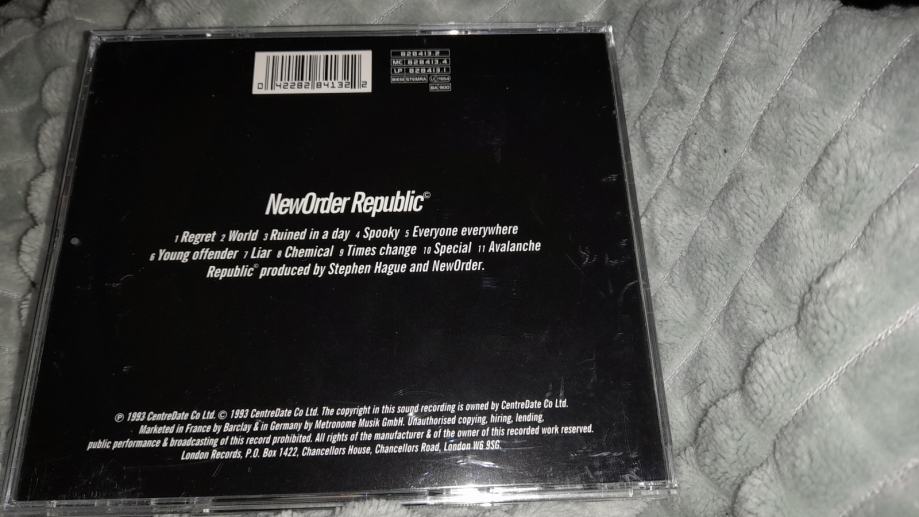 0 42282 84132 2
828413.2
MC 828413.4
LP 828413.1
BIEM/STEMRA LC 7654
BA 900
NewOrder Republic©
1 Regret 2 World 3 Ruined in a day 4 Spooky 5 Everyone everywhere
6 Young offender 7 Liar 8 Chemical 9 Times change 10 Special 11 Avalanche
Republic© produced by Stephen Hague and NewOrder.
℗ 1993 CentreDate Co Ltd. © 1993 CentreDate Co Ltd. The copyright in this sound recording is owned by CentreDate Co Ltd.
Marketed in France by Barclay & in Germany by Metronome Musik GmbH. Unauthorised copying, hiring, lending,
public performance & broadcasting of this record prohibited. All rights of the manufacturer & of the owner of this recorded work reserved.
London Records, P.O. Box 1422, Chancellors House, Chancellors Road, London W6 9SG.